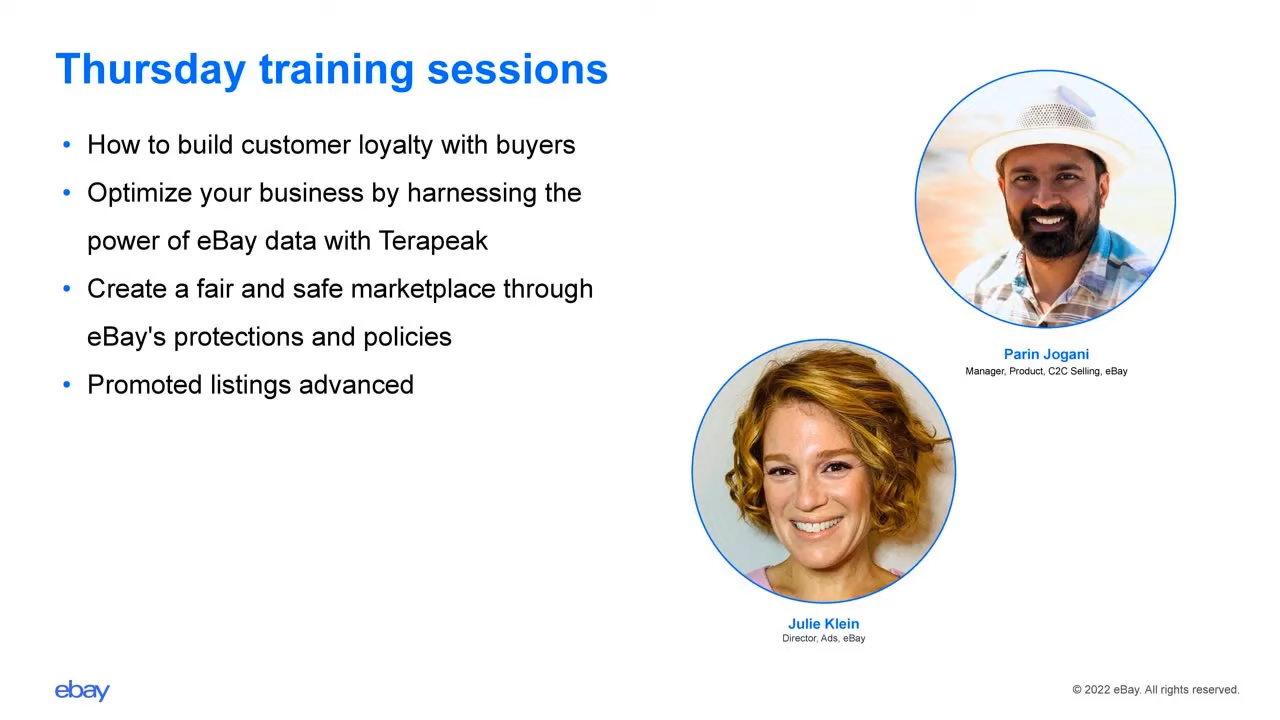 Thursday training sessions
• How to build customer loyalty with buyers
• Optimize your business by harnessing the
power of eBay data with Terapeak
• Create a fair and safe marketplace through
eBay's protections and policies
• Promoted listings advanced
Parin Jogani
Manager, Product, C2C Selling, eBay
Julie Klein
Director, Ads, eBay
ebay
© 2022 eBay. All rights reserved.